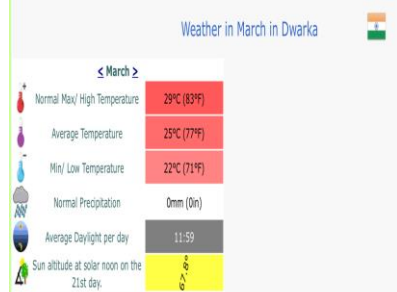 Weather in March in Dwarka
< March >
Normal Max/ High Temperature
29°C (83°F)
Average Temperature
25°C (77°F)
Min/ Low Temperature
22°C (71°F)
Normal Precipitation
0mm (0in)
Average Daylight per day
11:59
Sun altitude at solar noon on the
21st day.
67.8°